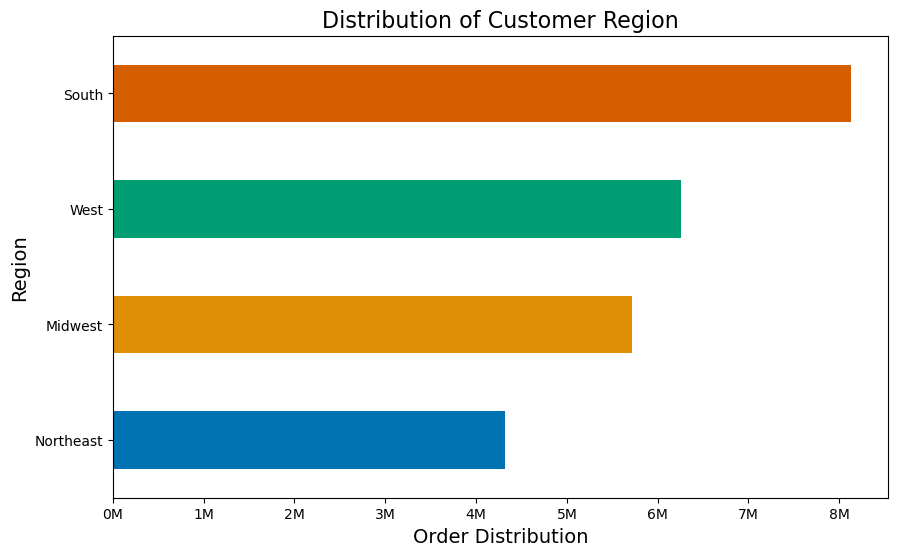 Distribution of Customer Region
Region
South
West
Midwest
Northeast
0M 1M 2M 3M 4M 5M 6M 7M 8M
Order Distribution